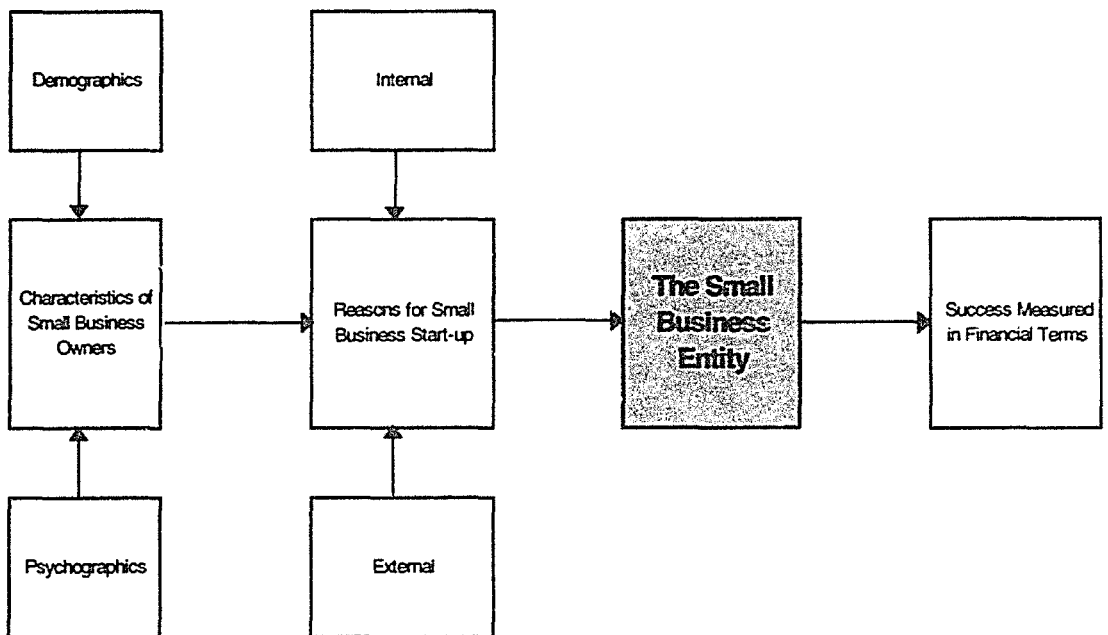 Demographics
Internal
Characteristics of
Small Business
Owners
Reasons for Small
Business Start-up
The Small
Business
Entity
Success Measured
in Financial Terms
Psychographics
External